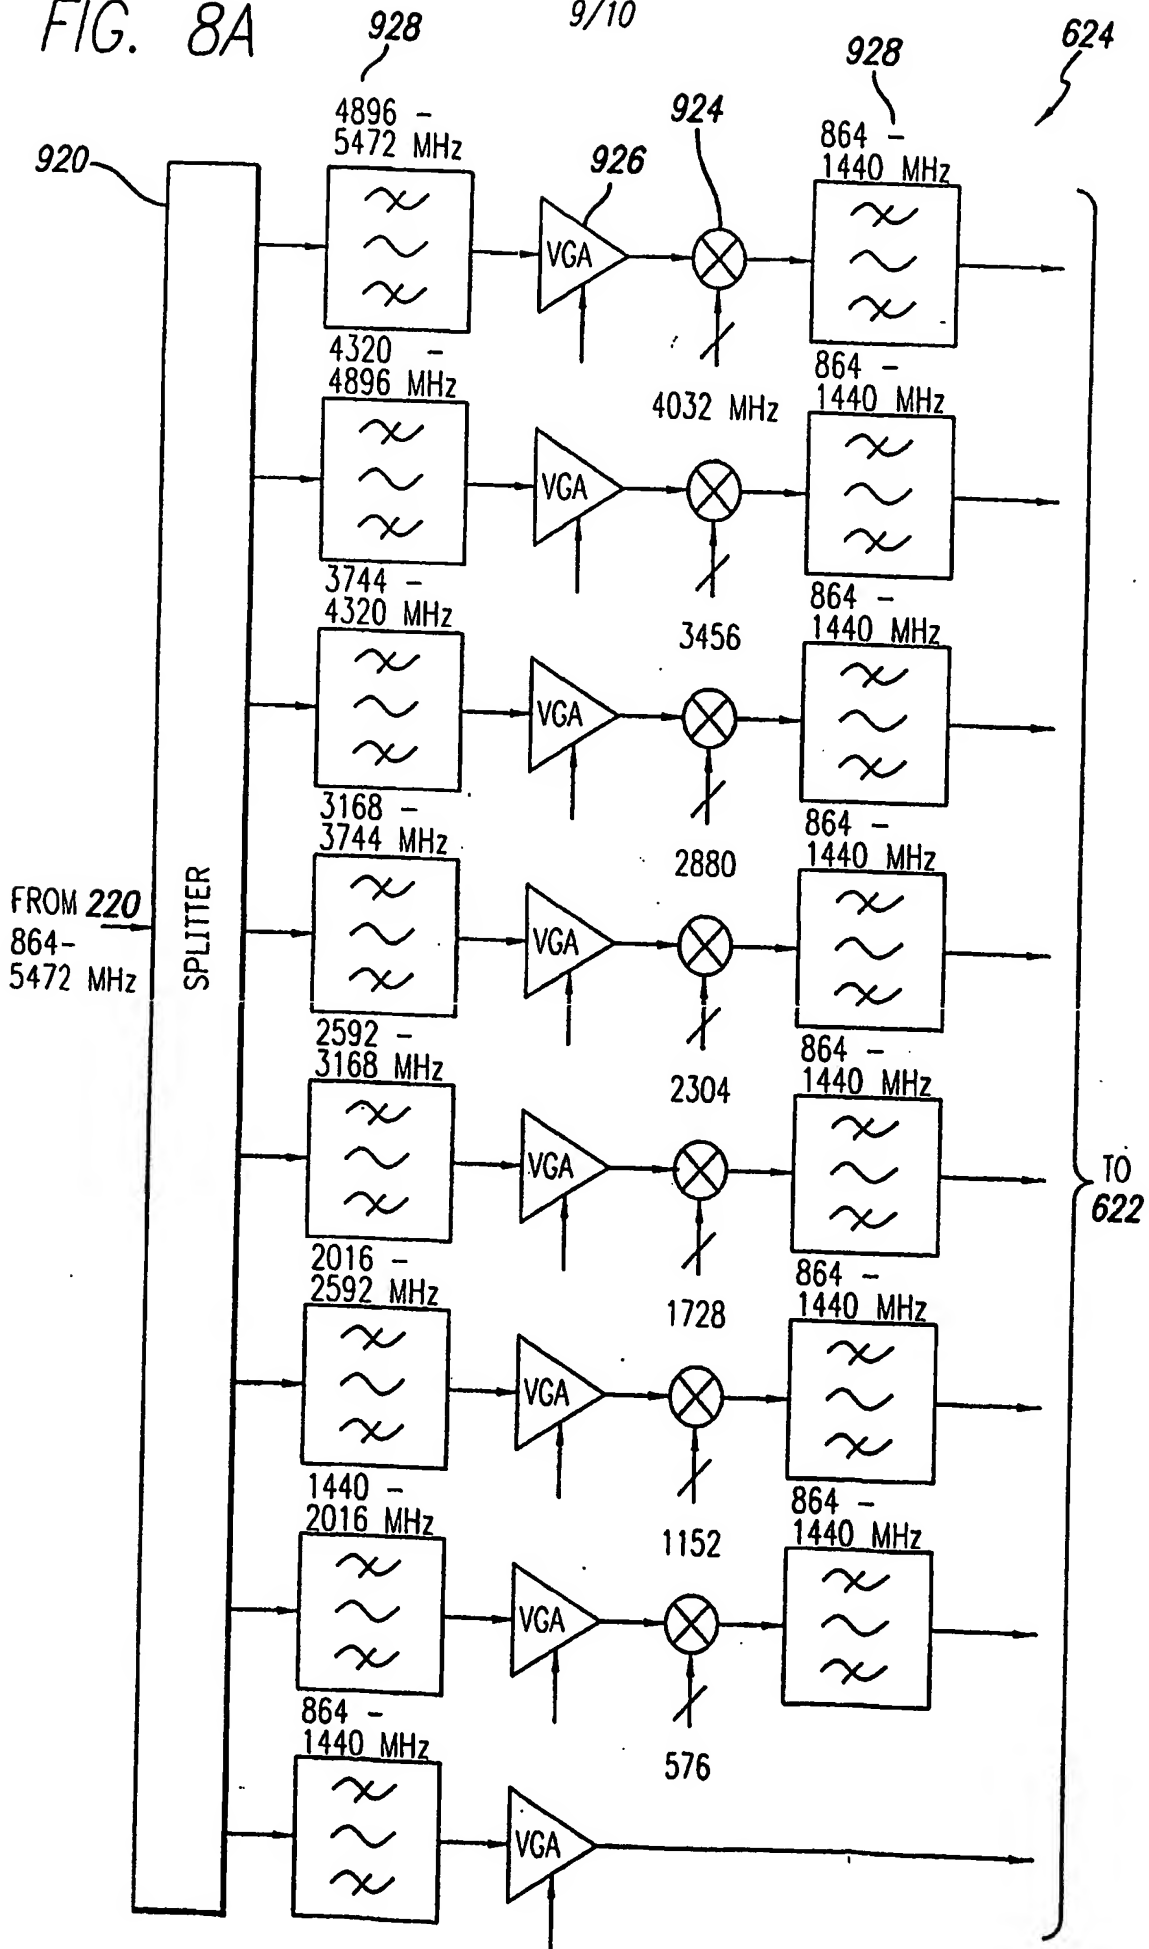 FIG. 8A
9/10
928
928
624
924
926
920
4896 -
5472 MHz
864 -
1440 MHz
VGA
4032 MHz
4320 -
4896 MHz
864 -
1440 MHz
VGA
3456
3744 -
4320 MHz
864 -
1440 MHz
VGA
2880
3168 -
3744 MHz
864 -
1440 MHz
VGA
2304
FROM 220
864-
5472 MHz
SPLITTER
2592 -
3168 MHz
864 -
1440 MHz
VGA
1728
TO
622
2016 -
2592 MHz
864 -
1440 MHz
VGA
1152
1440 -
2016 MHz
864 -
1440 MHz
VGA
576
864 -
1440 MHz
VGA